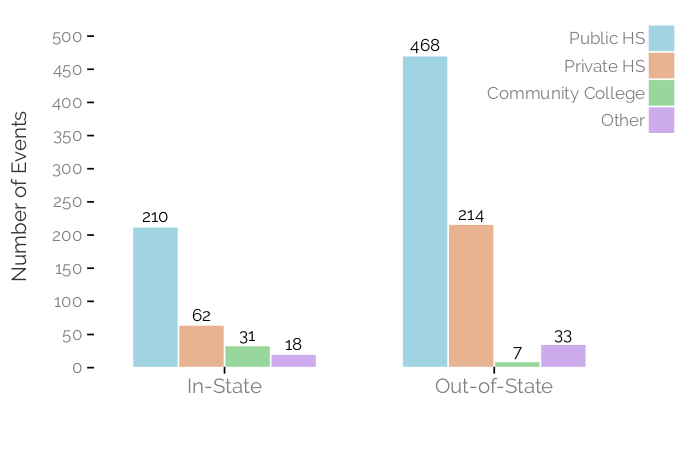 Public HS
Private HS
Community College
Other
Number of Events
500
450
400
350
300
250
200
150
100
50
0
210
62
31
18
468
214
7
33
In-State
Out-of-State